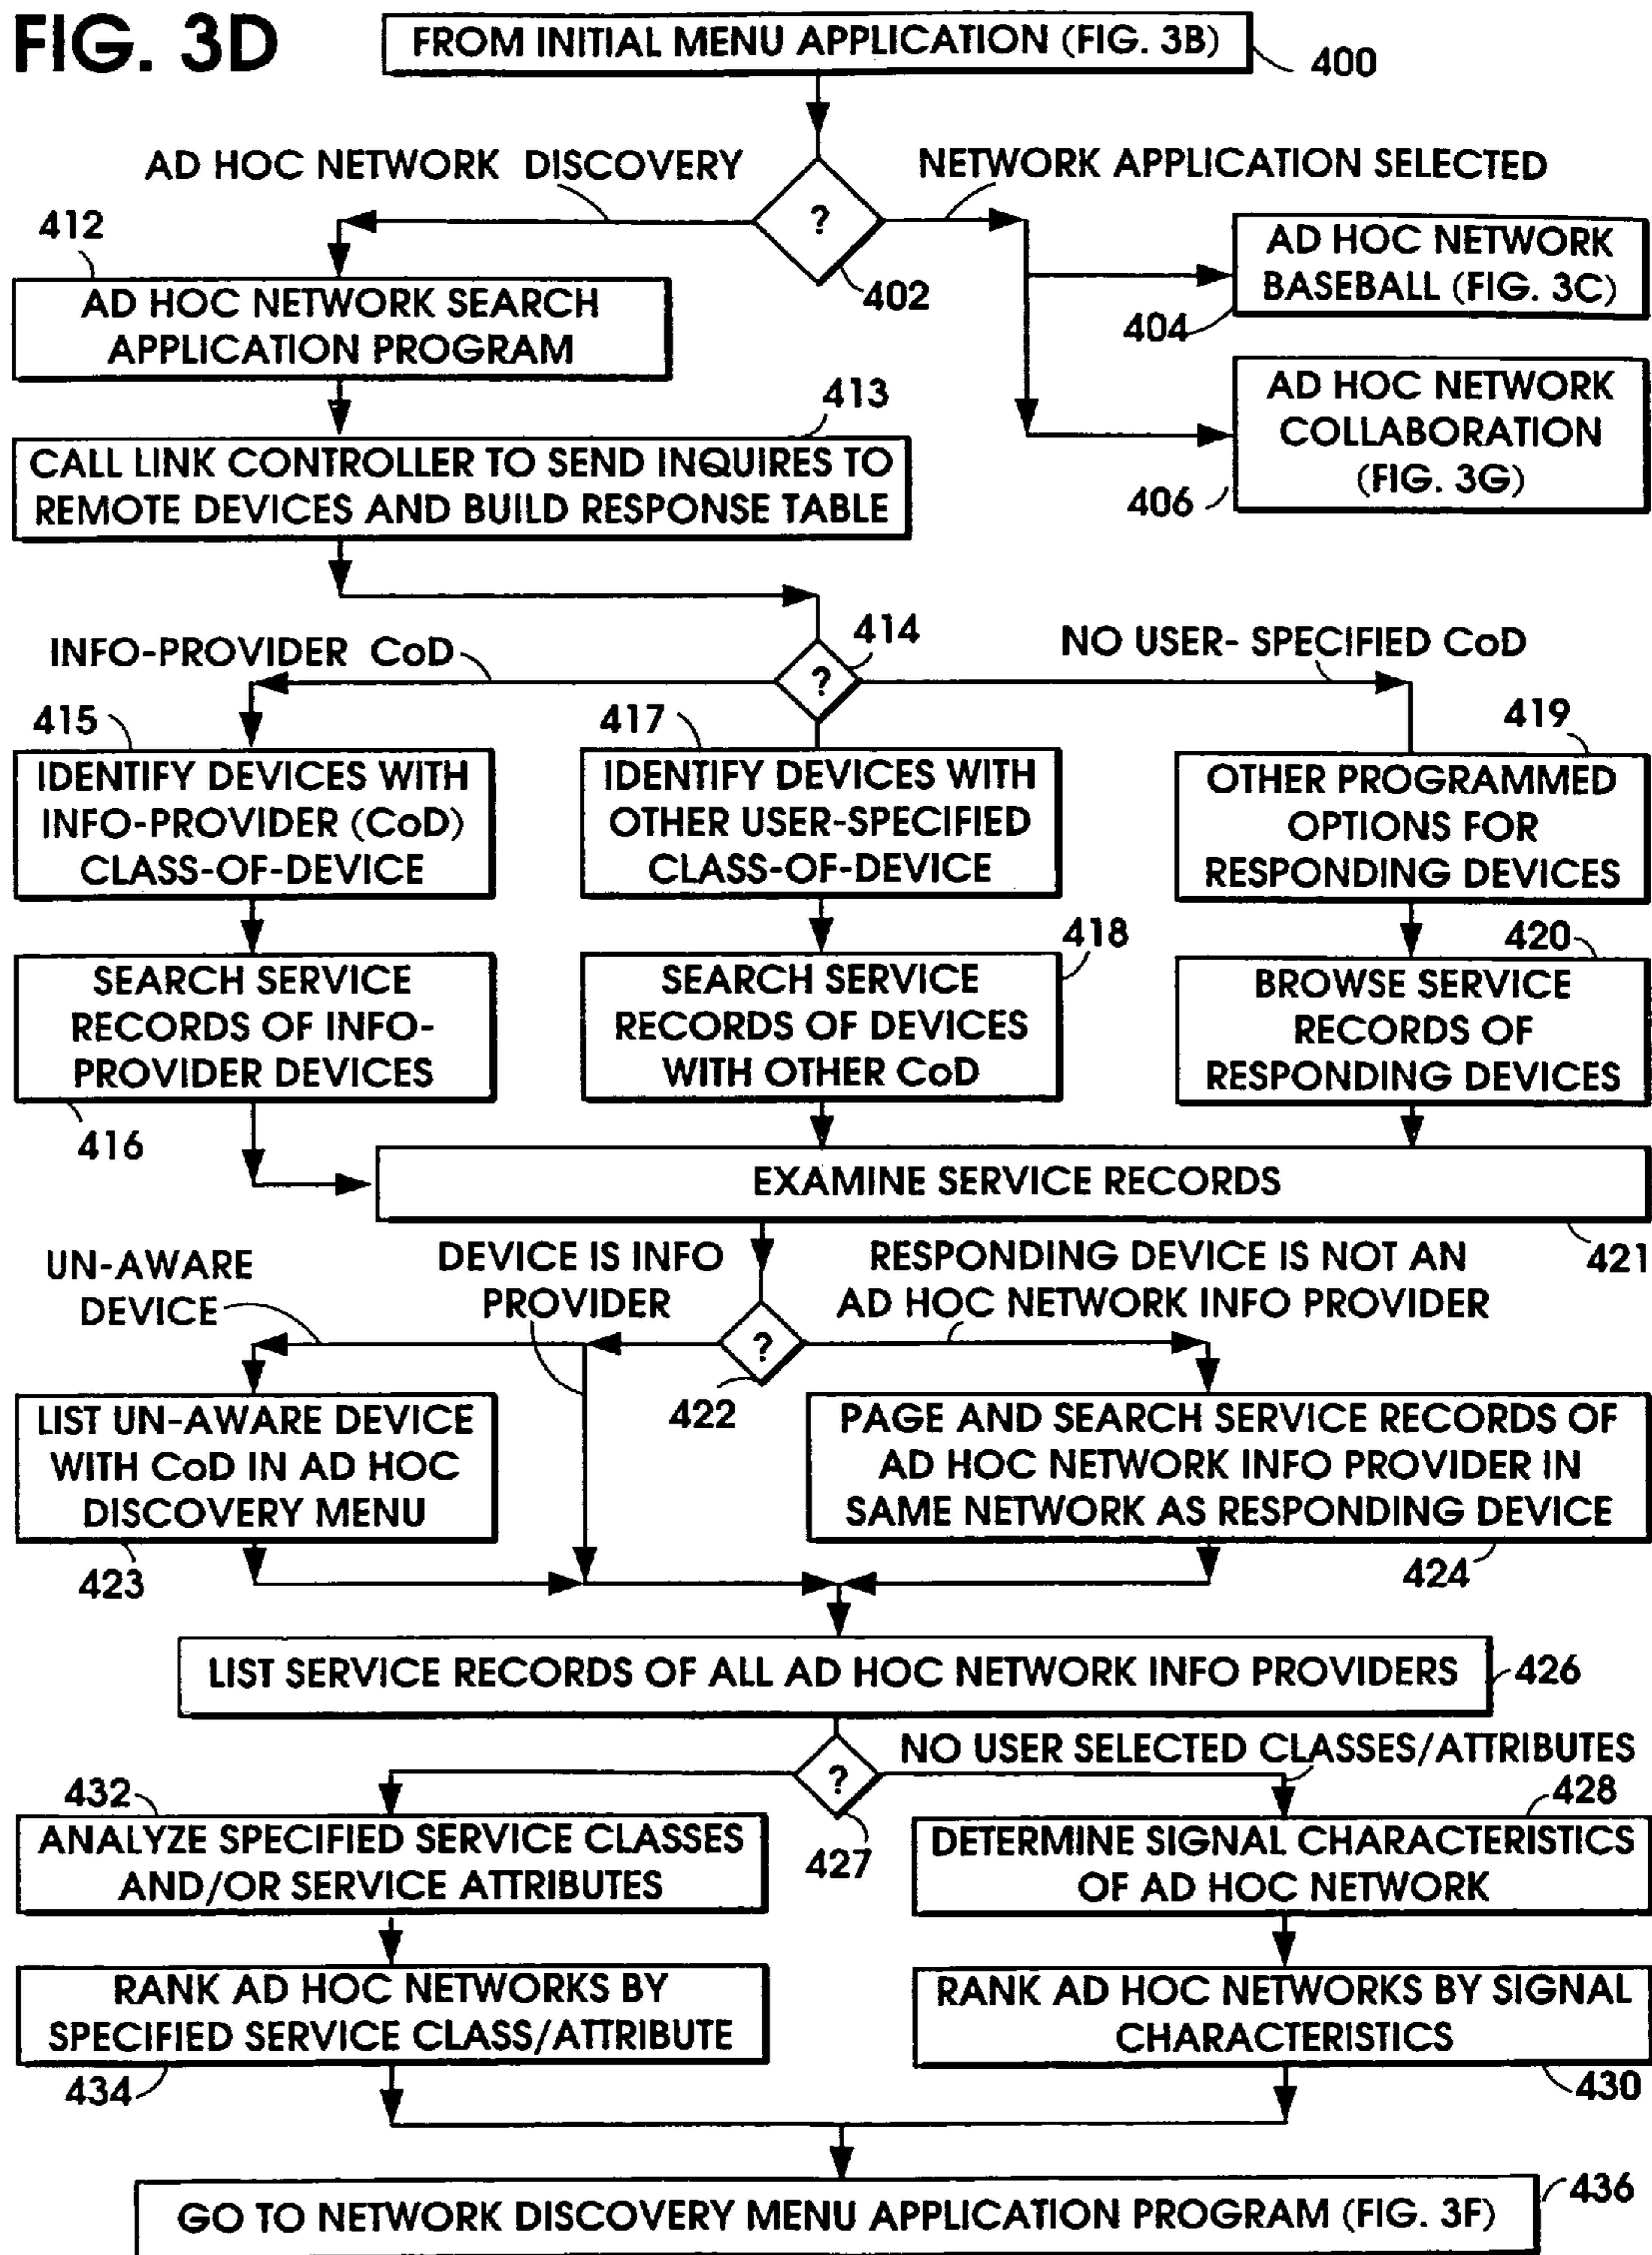 FIG. 3D
FROM INITIAL MENU APPLICATION (FIG. 3B)
400
AD HOC NETWORK DISCOVERY
NETWORK APPLICATION SELECTED
?
402
412
AD HOC NETWORK SEARCH
APPLICATION PROGRAM
AD HOC NETWORK
BASEBALL (FIG. 3C)
404
AD HOC NETWORK
COLLABORATION
(FIG. 3G)
406
413
CALL LINK CONTROLLER TO SEND INQUIRES TO
REMOTE DEVICES AND BUILD RESPONSE TABLE
INFO-PROVIDER CoD
?
414
NO USER- SPECIFIED CoD
415
IDENTIFY DEVICES WITH
INFO-PROVIDER (CoD)
CLASS-OF-DEVICE
417
IDENTIFY DEVICES WITH
OTHER USER-SPECIFIED
CLASS-OF-DEVICE
419
OTHER PROGRAMMED
OPTIONS FOR
RESPONDING DEVICES
SEARCH SERVICE
RECORDS OF INFO-
PROVIDER DEVICES
416
418
SEARCH SERVICE
RECORDS OF DEVICES
WITH OTHER CoD
420
BROWSE SERVICE
RECORDS OF
RESPONDING DEVICES
EXAMINE SERVICE RECORDS
421
UN-AWARE
DEVICE
DEVICE IS INFO
PROVIDER
RESPONDING DEVICE IS NOT AN
AD HOC NETWORK INFO PROVIDER
?
422
LIST UN-AWARE DEVICE
WITH CoD IN AD HOC
DISCOVERY MENU
423
PAGE AND SEARCH SERVICE RECORDS OF
AD HOC NETWORK INFO PROVIDER IN
SAME NETWORK AS RESPONDING DEVICE
424
LIST SERVICE RECORDS OF ALL AD HOC NETWORK INFO PROVIDERS
426
?
427
NO USER SELECTED CLASSES/ATTRIBUTES
432
ANALYZE SPECIFIED SERVICE CLASSES
AND/OR SERVICE ATTRIBUTES
428
DETERMINE SIGNAL CHARACTERISTICS
OF AD HOC NETWORK
RANK AD HOC NETWORKS BY
SPECIFIED SERVICE CLASS/ATTRIBUTE
434
RANK AD HOC NETWORKS BY SIGNAL
CHARACTERISTICS
430
GO TO NETWORK DISCOVERY MENU APPLICATION PROGRAM (FIG. 3F)
436